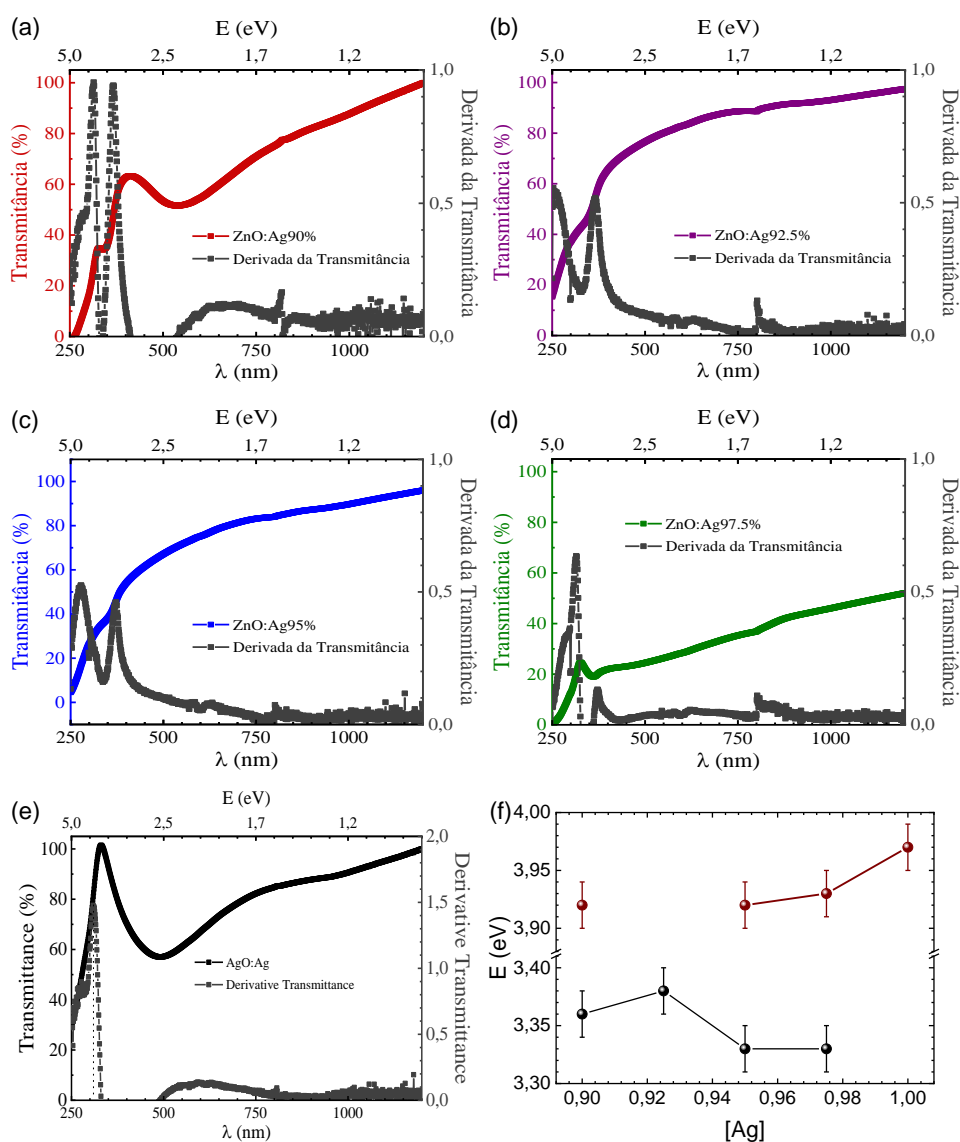 (a)
E (eV)
5,0 2,5 1,7 1,2
100
80
60
40
20
0
Transmitância (%)
1,0
0,5
0,0
Derivada da Transmitância
ZnO:Ag90%
Derivada da Transmitância
250 500 750 1000
λ (nm)
(b)
E (eV)
5,0 2,5 1,7 1,2
100
80
60
40
20
0
Transmitância (%)
1,0
0,5
0,0
Derivada da Transmitância
ZnO:Ag92.5%
Derivada da Transmitância
250 500 750 1000
λ (nm)
(c)
E (eV)
5,0 2,5 1,7 1,2
100
80
60
40
20
0
Transmitância (%)
1,0
0,5
0,0
Derivada da Transmitância
ZnO:Ag95%
Derivada da Transmitância
250 500 750 1000
λ (nm)
(d)
E (eV)
5,0 2,5 1,7 1,2
100
80
60
40
20
0
Transmitância (%)
1,0
0,5
0,0
Derivada da Transmitância
ZnO:Ag97.5%
Derivada da Transmitância
250 500 750 1000
λ (nm)
(e)
E (eV)
5,0 2,5 1,7 1,2
100
80
60
40
20
0
Transmittance (%)
2,0
1,5
1,0
0,5
0,0
Derivative Transmittance
AgO:Ag
Derivative Transmittance
250 500 750 1000
λ (nm)
(f)
4,00
3,95
3,90
3,40
3,35
3,30
E (eV)
0,90 0,92 0,94 0,96 0,98 1,00
[Ag]